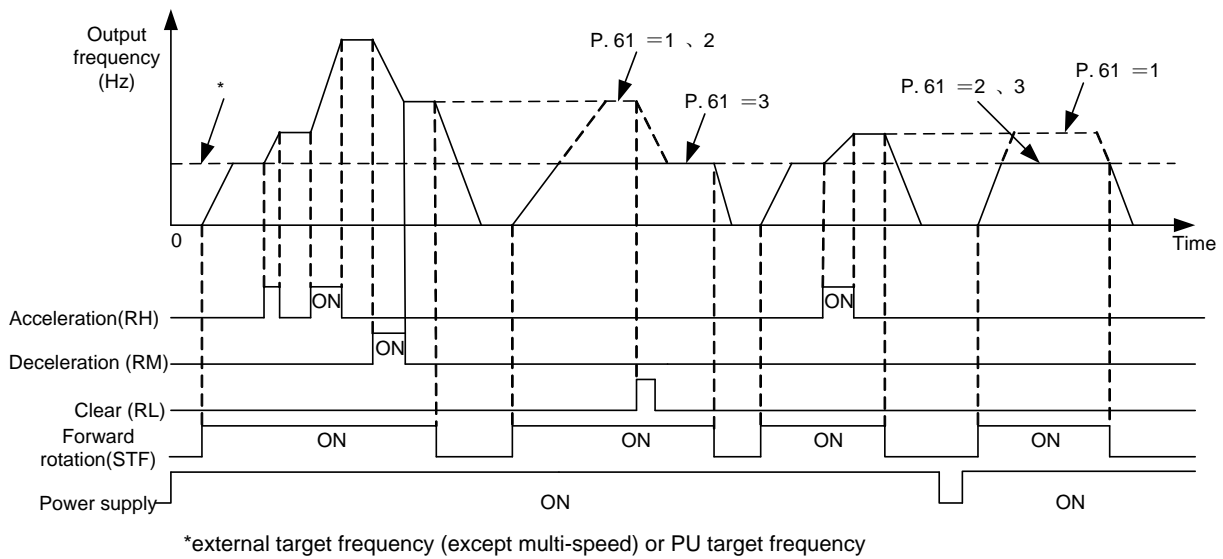 Output
frequency
(Hz)
*
P. 61 =1 、2
P. 61 =3
P. 61 =2 、3
P. 61 =1
0
Time
ON
Acceleration(RH)
ON
ON
Deceleration (RM)
Clear (RL)
Forward
rotation(STF)
ON
ON
ON
ON
Power supply
ON
ON
*external target frequency (except multi-speed) or PU target frequency